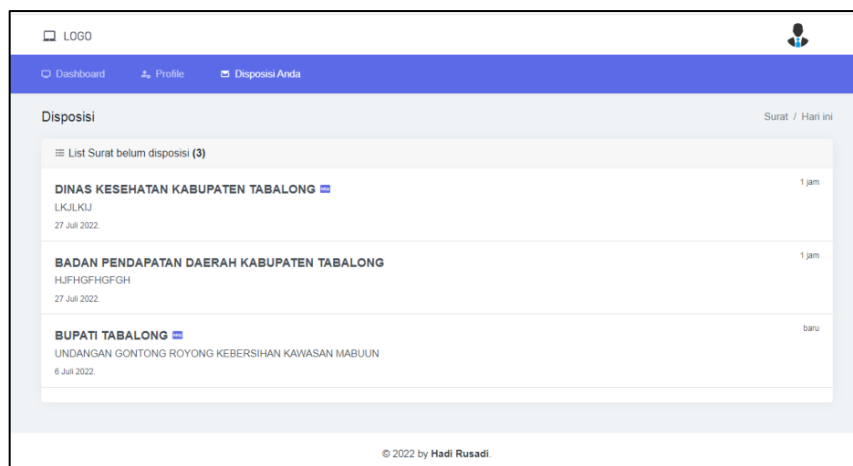 LOGO
Dashboard Profile Disposisi Anda
Disposisi Surat / Hari ini
List Surat belum disposisi (3)
DINAS KESEHATAN KABUPATEN TABALONG 1 jam
LKJLKIJ
27 Juli 2022.
BADAN PENDAPATAN DAERAH KABUPATEN TABALONG 1 jam
HJFHGFHGFGH
27 Juli 2022.
BUPATI TABALONG baru
UNDANGAN GONTONG ROYONG KEBERSIHAN KAWASAN MABUUN
6 Juli 2022.
© 2022 by Hadi Rusadi.